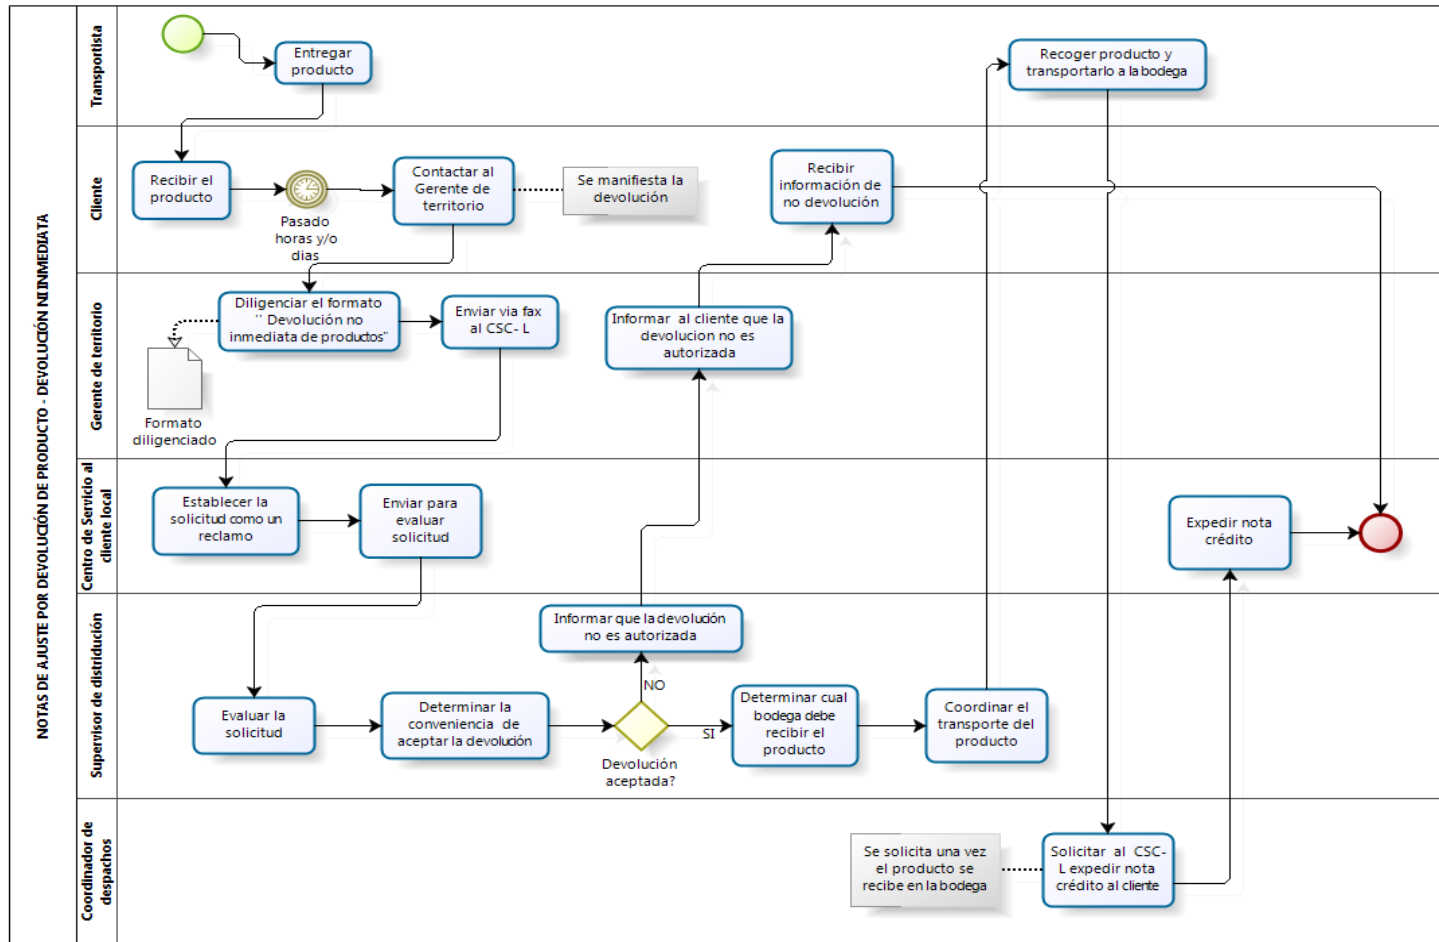 NOTAS DE AJUSTE POR DEVOLUCIÓN DE PRODUCTO - DEVOLUCIÓN NI INMEDIATA
Transportista
Entregar
producto
Recoger producto y
transportarlo a la bodega
Cliente
Recibir el
producto
Pasado
horas y/o
dias
Contactar al
Gerente de
territorio
Se manifiesta la
devolución
Recibir
información de
no devolución
Gerente de territorio
Diligenciar el formato
'' Devolución no
inmediata de productos"
Enviar via fax
al CSC- L
Informar al cliente que la
devolucion no es
autorizada
Formato
diligenciado
Centro de Servicio al
cliente local
Establecer la
solicitud como un
reclamo
Enviar para
evaluar
solicitud
Expedir nota
crédito
Supervisor de distridución
Informar que la devolución
no es autorizada
NO
Evaluar la
solicitud
Determinar la
conveniencia de
aceptar la devolución
Devolución
aceptada?
SI
Determinar cual
bodega debe
recibir el
producto
Coordinar el
transporte del
producto
Coordinador de
despachos
Se solicita una vez
el producto se
recibe en la bodega
Solicitar al CSC-
L expedir nota
crédito al cliente